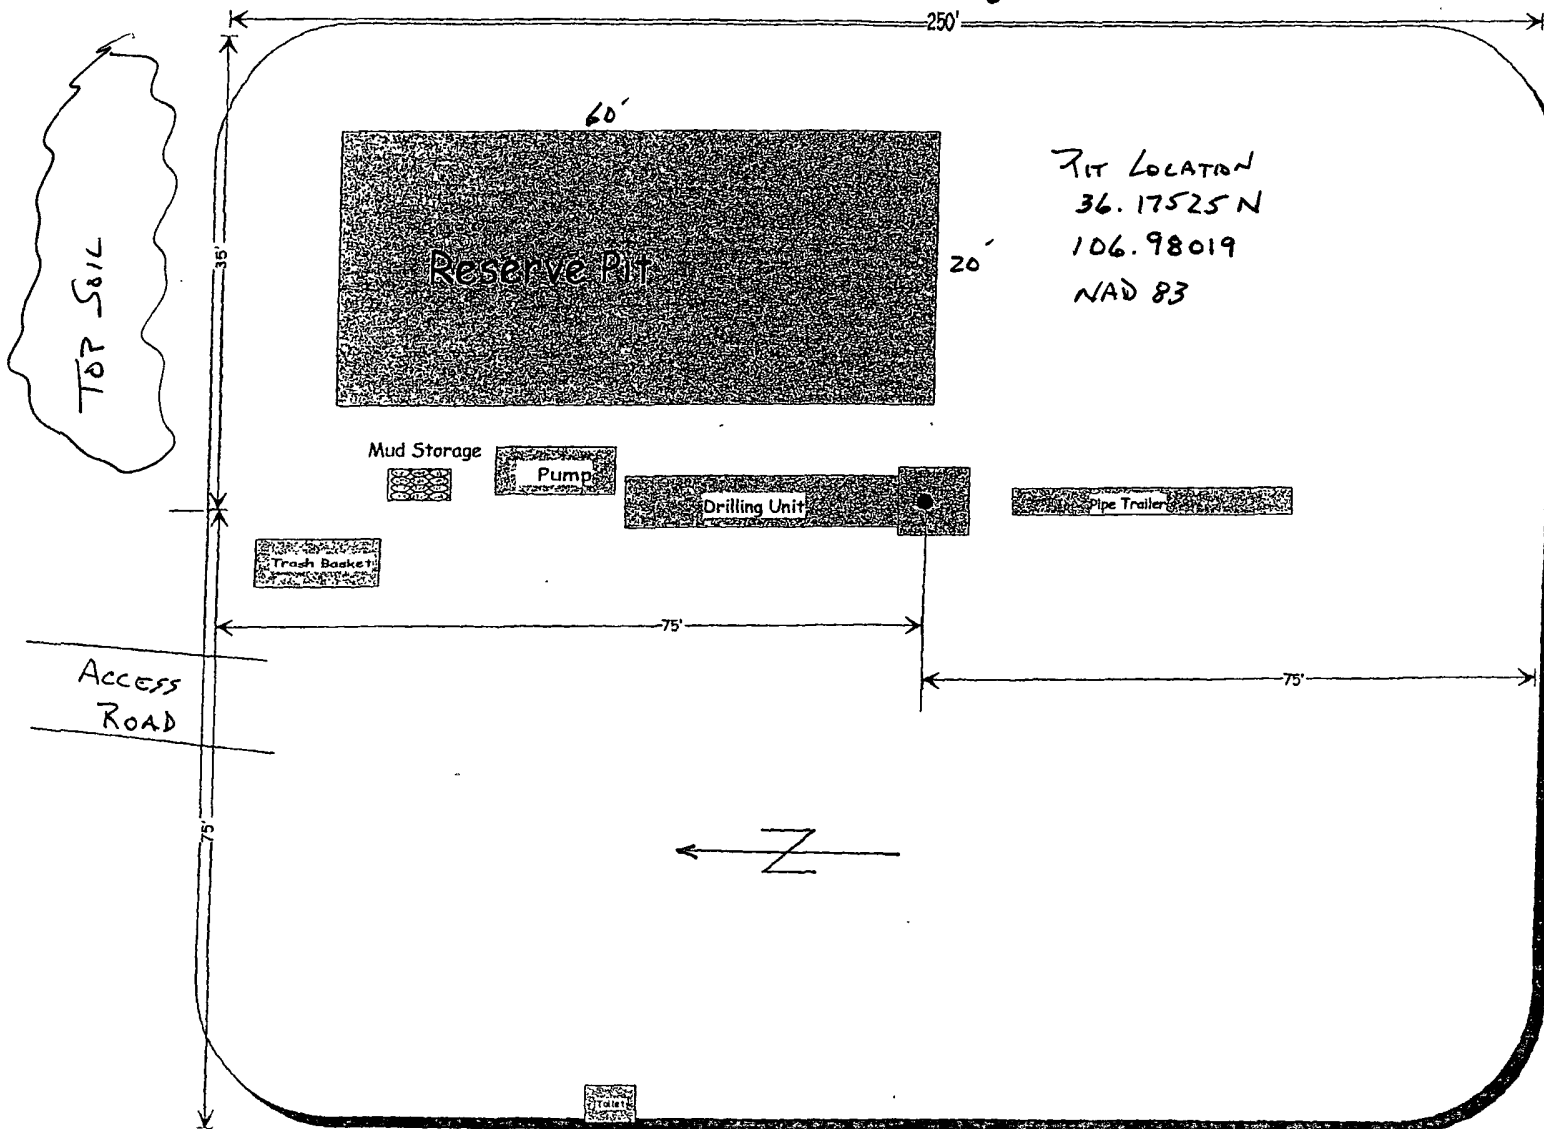 250'
60'
PIT LOCATION
36.17525 N
106.98019
NAD 83
20'
Reserve Pit
35'
TOP SOIL
Mud Storage
Pump
Drilling Unit
Pipe Trailer
Trash Basket
75'
75'
ACCESS
ROAD
75'
N
Toilet